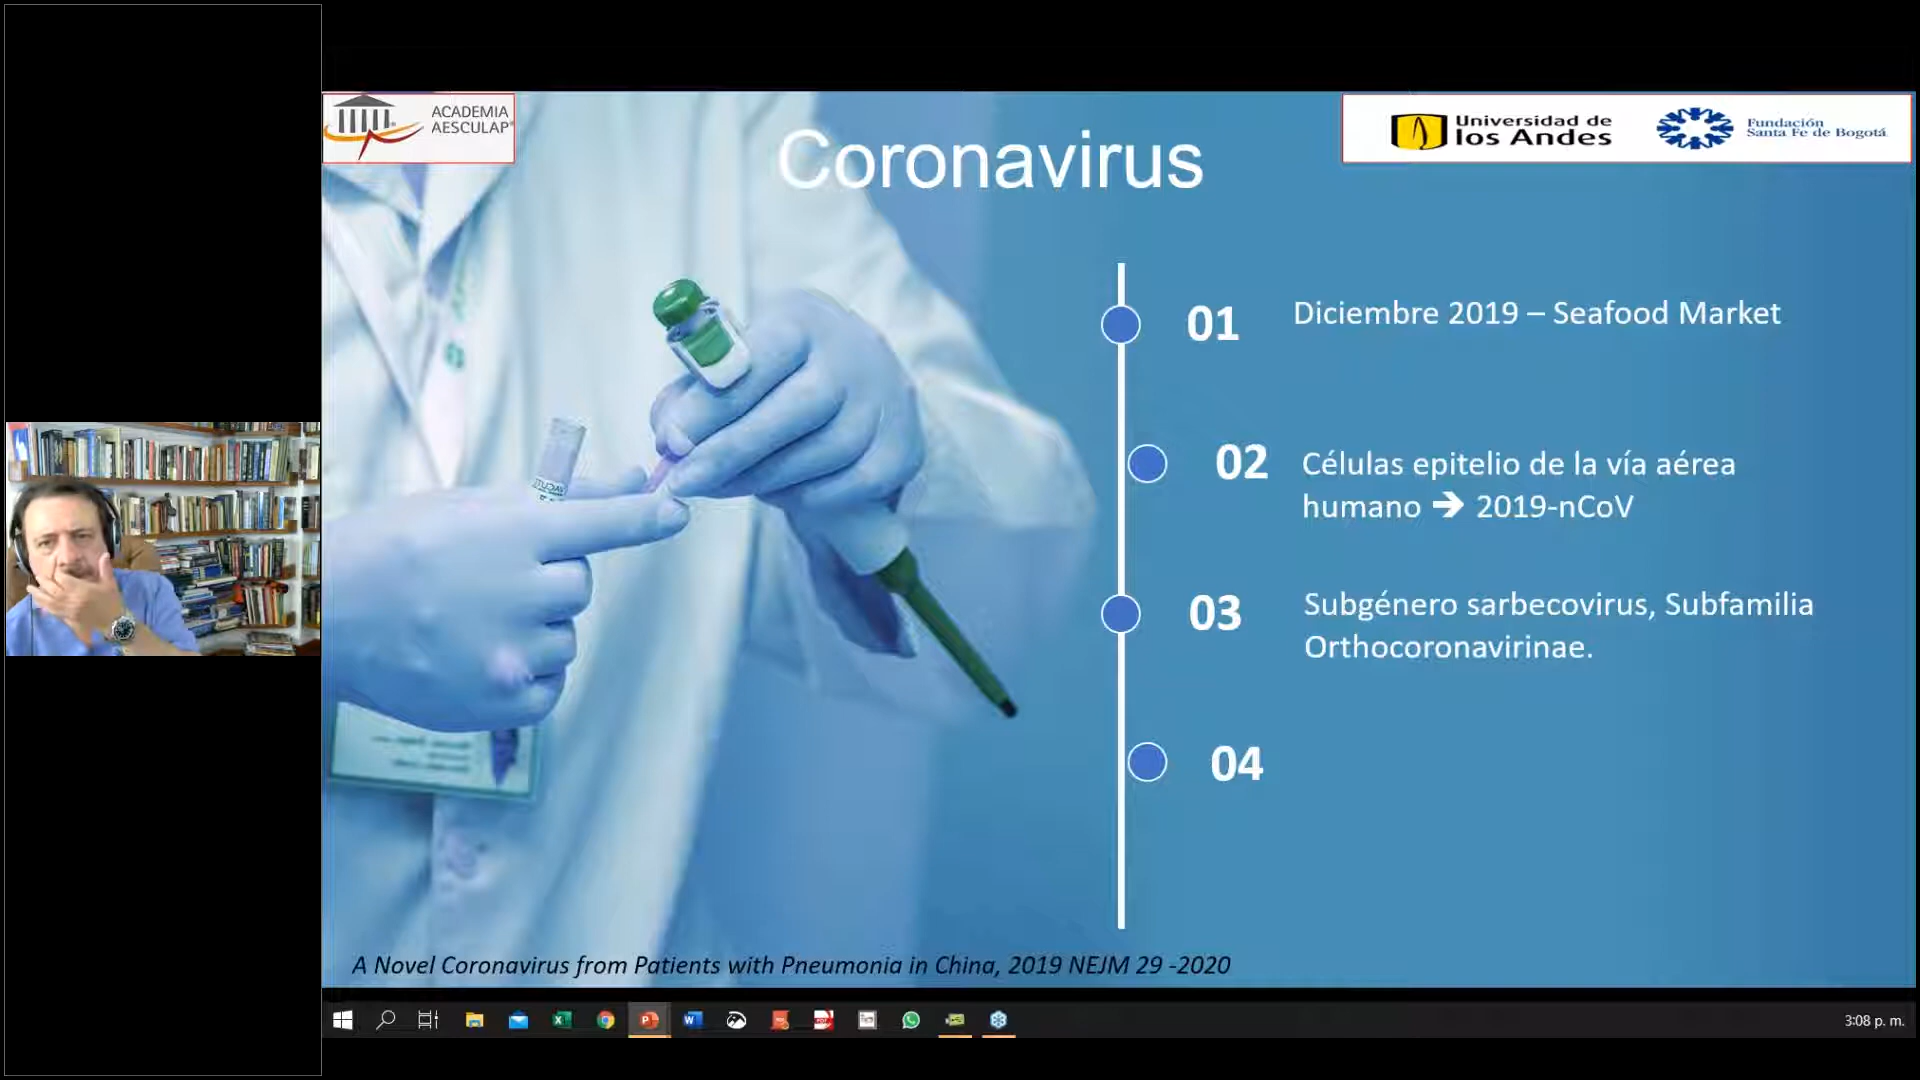 ACADEMIA
AESCULAP®
Coronavirus
Universidad de
los Andes
Fundación
Santa Fe de Bogotá
01 Diciembre 2019 – Seafood Market
02 Células epitelio de la vía aérea
humano 🡲 2019-nCoV
03 Subgénero sarbecovirus, Subfamilia
Orthocoronavirinae.
04
A Novel Coronavirus from Patients with Pneumonia in China, 2019 NEJM 29 -2020
3:08 p. m.